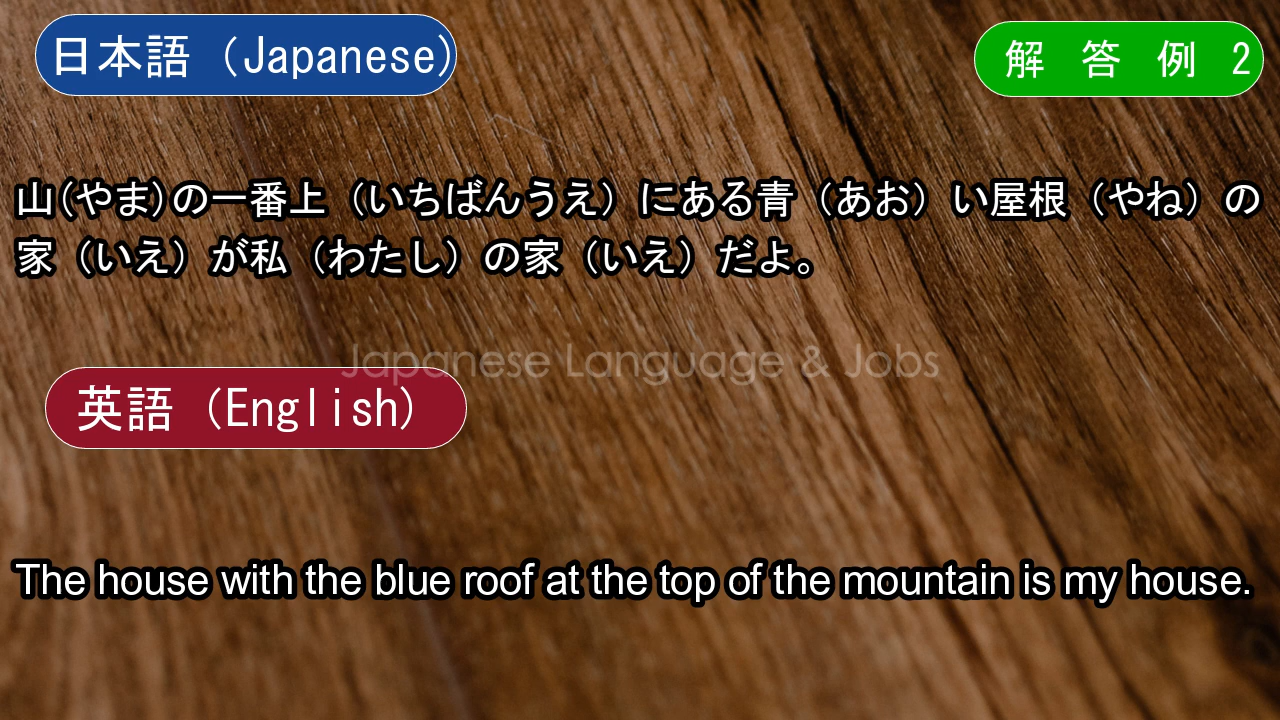 日本語（Japanese)
解 答 例 2
山(やま)の一番上（いちばんうえ）にある青（あお）い屋根（やね）の
家（いえ）が私（わたし）の家（いえ）だよ。
Japanese Language & Jobs
英語（English）
The house with the blue roof at the top of the mountain is my house.